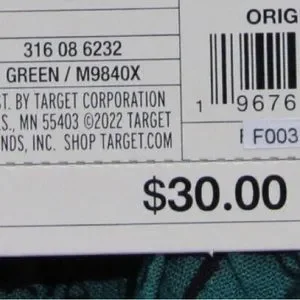 ORIG
316 08 6232
GREEN / M9840X
ST. BY TARGET CORPORATION
S., MN 55403 ©2022 TARGET
NDS, INC. SHOP TARGET.COM
1 9676
F003
$30.00